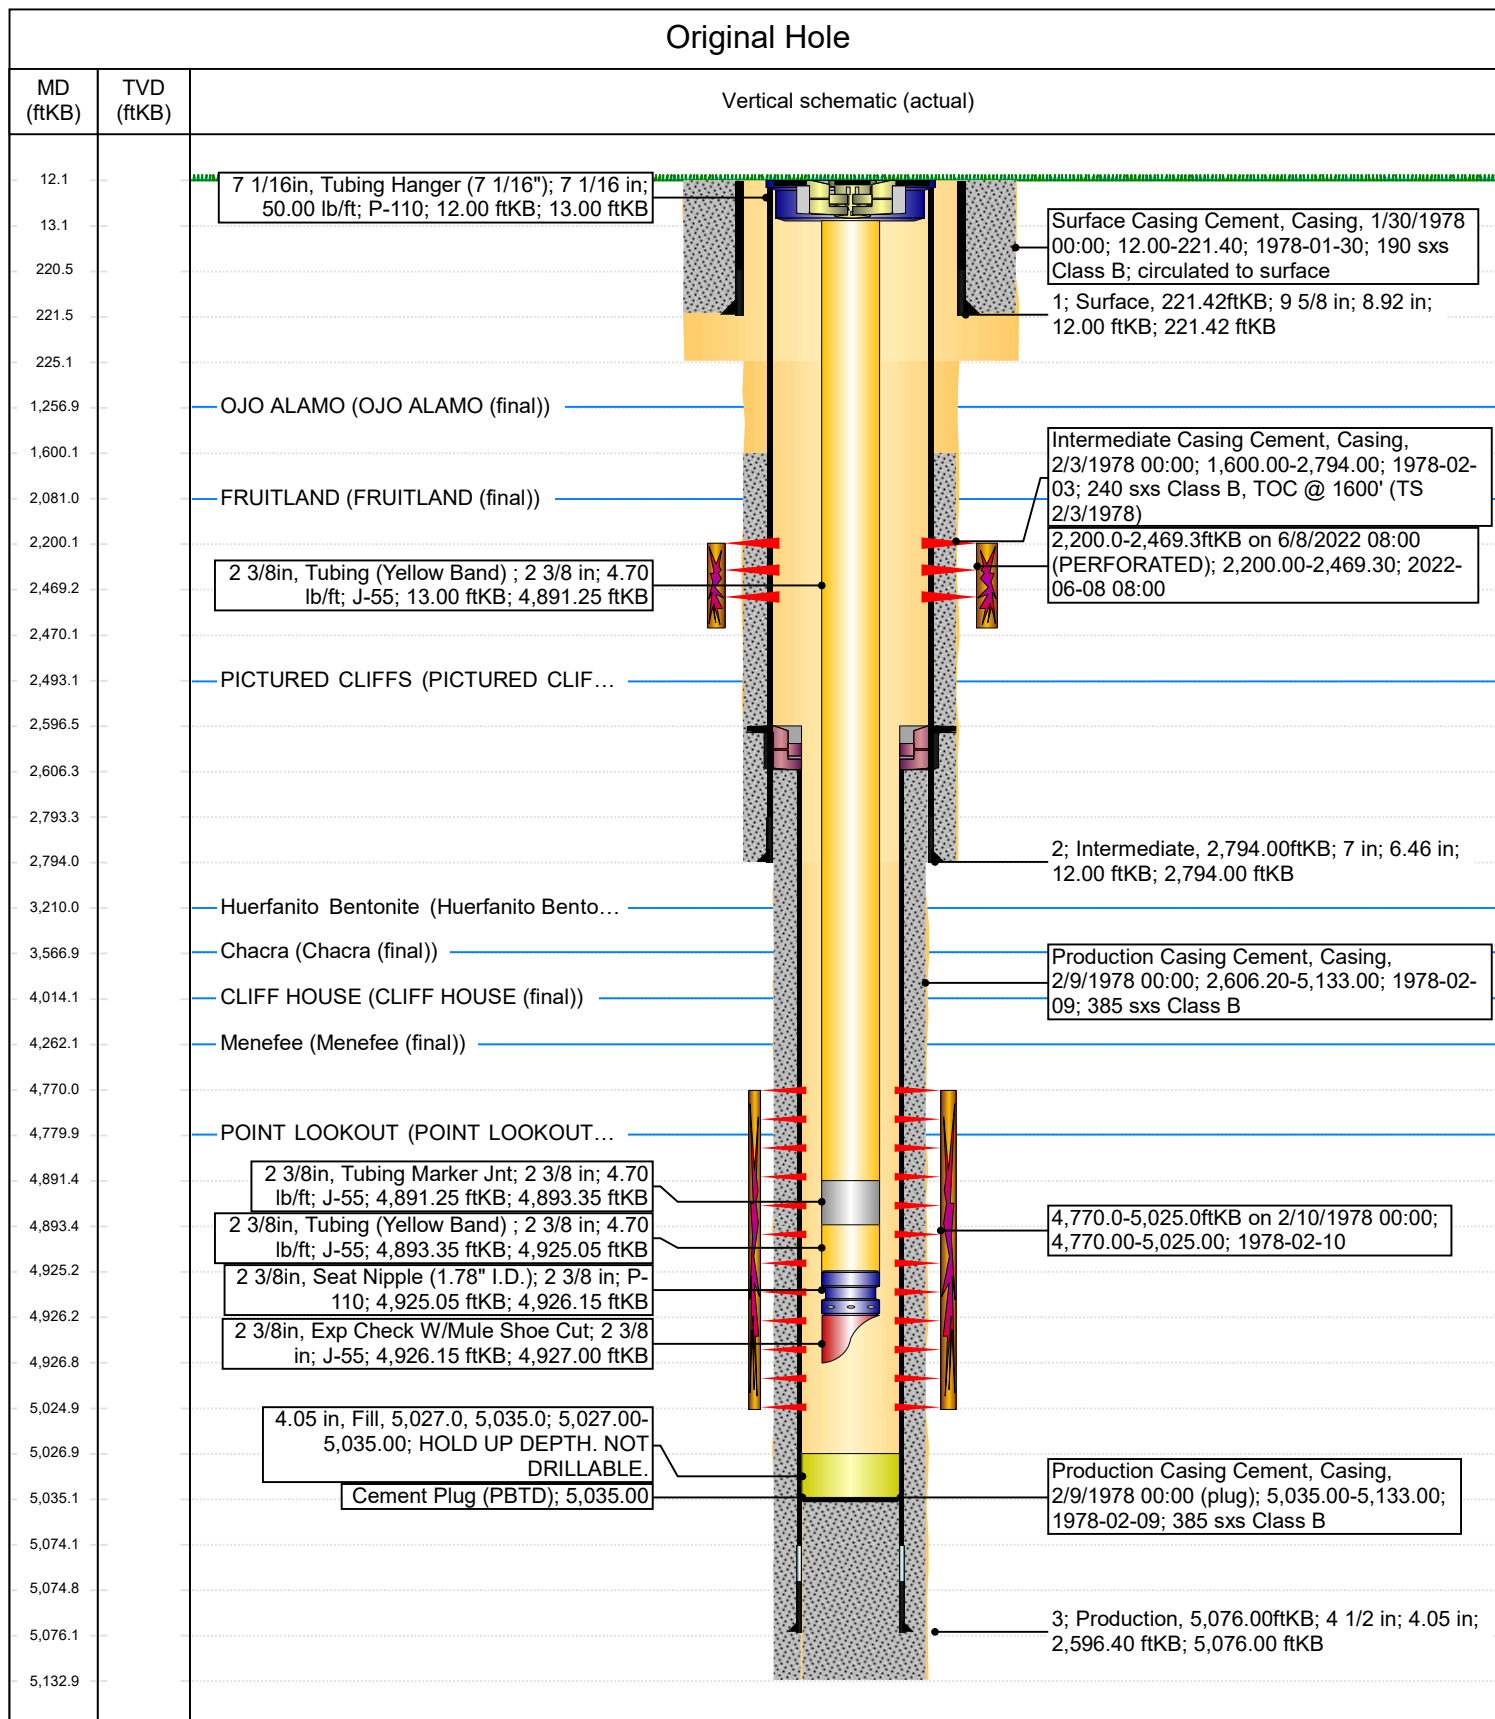 Original Hole
MD
(ftKB)
TVD
(ftKB)
Vertical schematic (actual)
12.1
13.1
220.5
221.5
225.1
1,256.9
1,600.1
2,081.0
2,200.1
2,469.2
2,470.1
2,493.1
2,596.5
2,606.3
2,793.3
2,794.0
3,210.0
3,566.9
4,014.1
4,262.1
4,770.0
4,779.9
4,891.4
4,893.4
4,925.2
4,926.2
4,926.8
5,024.9
5,026.9
5,035.1
5,074.1
5,074.8
5,076.1
5,132.9
7 1/16in, Tubing Hanger (7 1/16"); 7 1/16 in;
50.00 lb/ft; P-110; 12.00 ftKB; 13.00 ftKB
OJO ALAMO (OJO ALAMO (final))
FRUITLAND (FRUITLAND (final))
2 3/8in, Tubing (Yellow Band) ; 2 3/8 in; 4.70
lb/ft; J-55; 13.00 ftKB; 4,891.25 ftKB
PICTURED CLIFFS (PICTURED CLIF…
Huerfanito Bentonite (Huerfanito Bento…
Chacra (Chacra (final))
CLIFF HOUSE (CLIFF HOUSE (final))
Menefee (Menefee (final))
POINT LOOKOUT (POINT LOOKOUT…
2 3/8in, Tubing Marker Jnt; 2 3/8 in; 4.70
lb/ft; J-55; 4,891.25 ftKB; 4,893.35 ftKB
2 3/8in, Tubing (Yellow Band) ; 2 3/8 in; 4.70
lb/ft; J-55; 4,893.35 ftKB; 4,925.05 ftKB
2 3/8in, Seat Nipple (1.78" I.D.); 2 3/8 in; P-
110; 4,925.05 ftKB; 4,926.15 ftKB
2 3/8in, Exp Check W/Mule Shoe Cut; 2 3/8
in; J-55; 4,926.15 ftKB; 4,927.00 ftKB
4.05 in, Fill, 5,027.0, 5,035.0; 5,027.00-
5,035.00; HOLD UP DEPTH. NOT
DRILLABLE.
Cement Plug (PBTD); 5,035.00
Surface Casing Cement, Casing, 1/30/1978
00:00; 12.00-221.40; 1978-01-30; 190 sxs
Class B; circulated to surface
1; Surface, 221.42ftKB; 9 5/8 in; 8.92 in;
12.00 ftKB; 221.42 ftKB
Intermediate Casing Cement, Casing,
2/3/1978 00:00; 1,600.00-2,794.00; 1978-02-
03; 240 sxs Class B, TOC @ 1600' (TS
2/3/1978)
2,200.0-2,469.3ftKB on 6/8/2022 08:00
(PERFORATED); 2,200.00-2,469.30; 2022-
06-08 08:00
2; Intermediate, 2,794.00ftKB; 7 in; 6.46 in;
12.00 ftKB; 2,794.00 ftKB
Production Casing Cement, Casing,
2/9/1978 00:00; 2,606.20-5,133.00; 1978-02-
09; 385 sxs Class B
4,770.0-5,025.0ftKB on 2/10/1978 00:00;
4,770.00-5,025.00; 1978-02-10
Production Casing Cement, Casing,
2/9/1978 00:00 (plug); 5,035.00-5,133.00;
1978-02-09; 385 sxs Class B
3; Production, 5,076.00ftKB; 4 1/2 in; 4.05 in;
2,596.40 ftKB; 5,076.00 ftKB